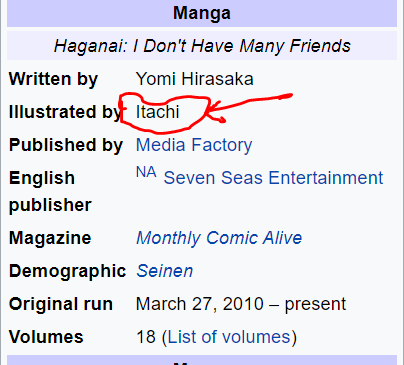 Manga
Haganai: I Don't Have Many Friends
Written by Yomi Hirasaka
Illustrated by Itachi
Published by Media Factory
English NA Seven Seas Entertainment
publisher
Magazine Monthly Comic Alive
Demographic Seinen
Original run March 27, 2010 – present
Volumes 18 (List of volumes)